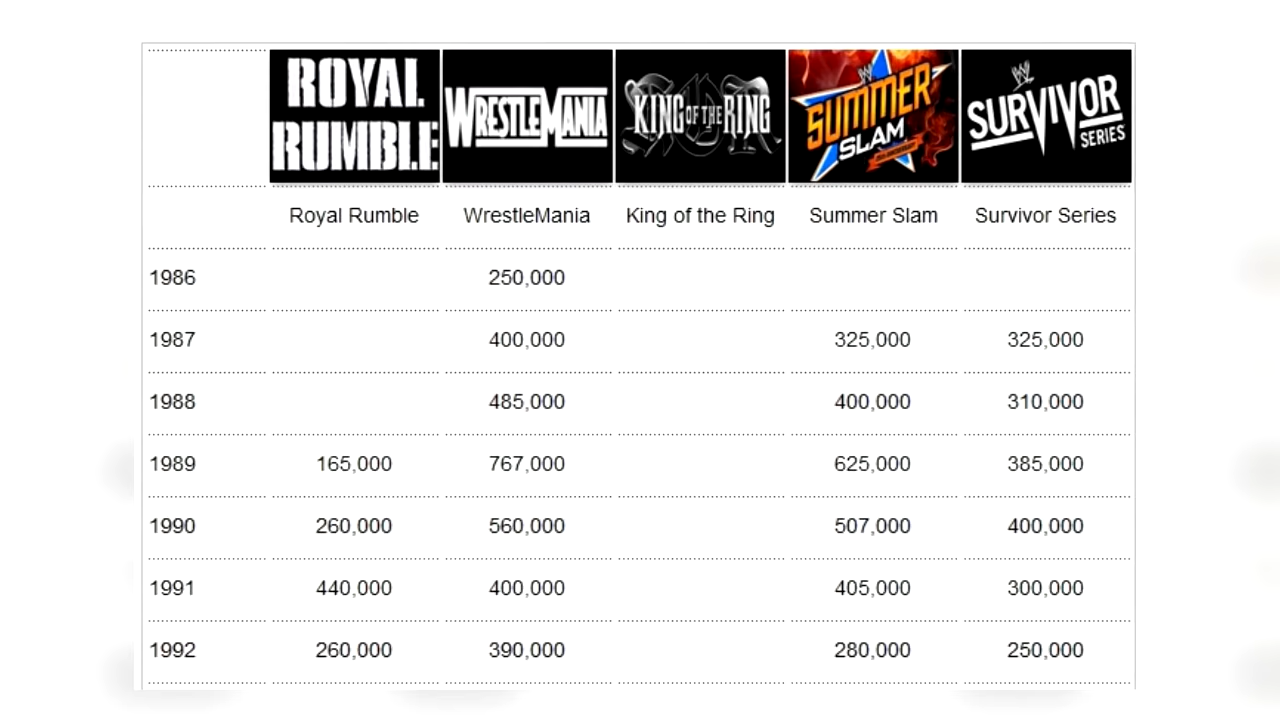 ROYAL RUMBLE
WRESTLEMANIA
KING OF THE RING
SUMMER SLAM
SURVIVOR SERIES
Royal Rumble WrestleMania King of the Ring Summer Slam Survivor Series
1986 250,000
1987 400,000 325,000 325,000
1988 485,000 400,000 310,000
1989 165,000 767,000 625,000 385,000
1990 260,000 560,000 507,000 400,000
1991 440,000 400,000 405,000 300,000
1992 260,000 390,000 280,000 250,000